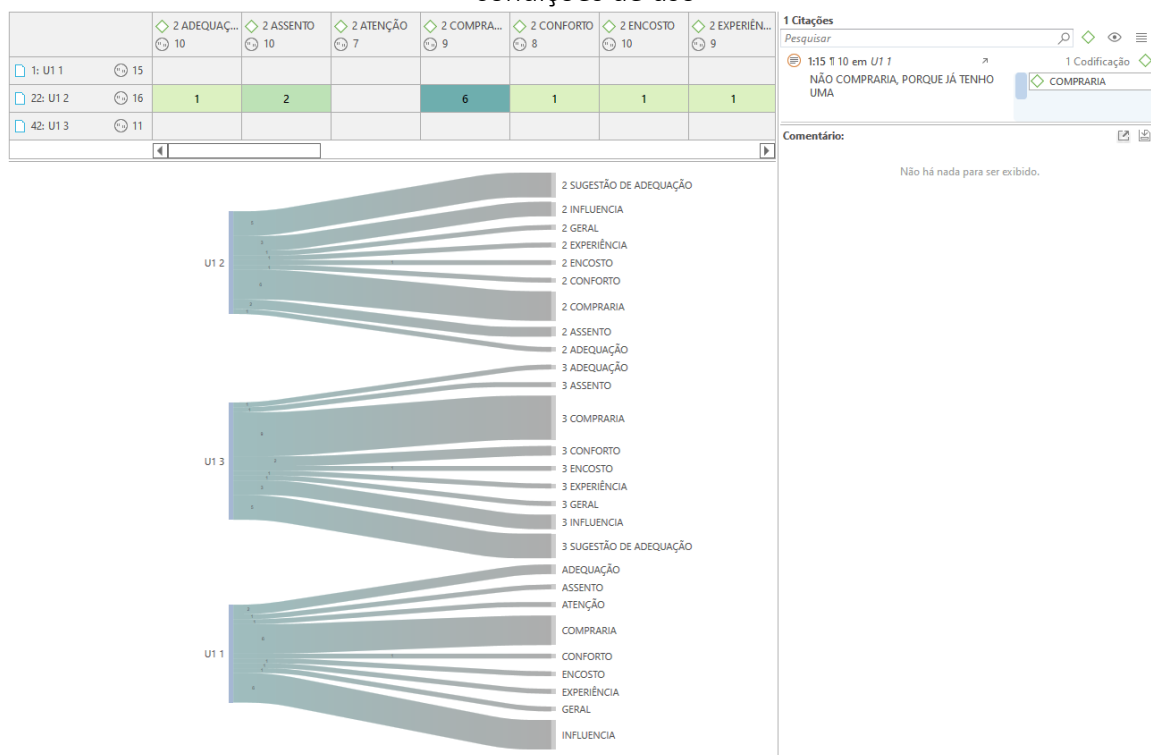 condições de uso
2 ADEQUAÇ... 2 ASSENTO 2 ATENÇÃO 2 COMPRA... 2 CONFORTO 2 ENCOSTO 2 EXPERIÊN...
10 10 7 9 8 10 9
1: U1 1 15
22: U1 2 16 1 2 6 1 1 1
42: U1 3 11
1 Citações
Pesquisar
1:15 ¶ 10 em U1 1 1 Codificação
NÃO COMPRARIA, PORQUE JÁ TENHO
UMA
COMPRARIA
Comentário:
Não há nada para ser exibido.
U1 2
2 SUGESTÃO DE ADEQUAÇÃO
2 INFLUENCIA
2 GERAL
2 EXPERIÊNCIA
2 ENCOSTO
2 CONFORTO
2 COMPRARIA
2 ASSENTO
2 ADEQUAÇÃO
U1 3
3 ADEQUAÇÃO
3 ASSENTO
3 COMPRARIA
3 CONFORTO
3 ENCOSTO
3 EXPERIÊNCIA
3 GERAL
3 INFLUENCIA
3 SUGESTÃO DE ADEQUAÇÃO
U1 1
ADEQUAÇÃO
ASSENTO
ATENÇÃO
COMPRARIA
CONFORTO
ENCOSTO
EXPERIÊNCIA
GERAL
INFLUENCIA